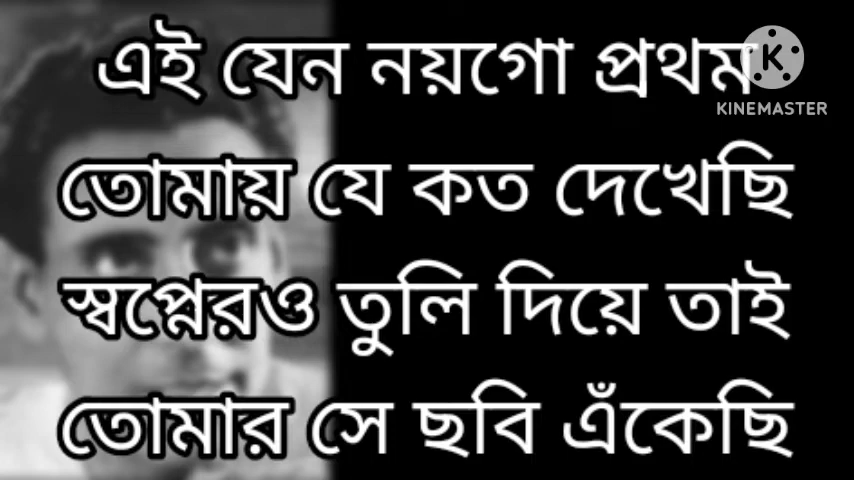 এই যেন নয়গো প্রথম
KINEMASTER
তোমায় যে কত দেখেছি
স্বপ্নেরও তুলি দিয়ে তাই
তোমার সে ছবি এঁকেছি